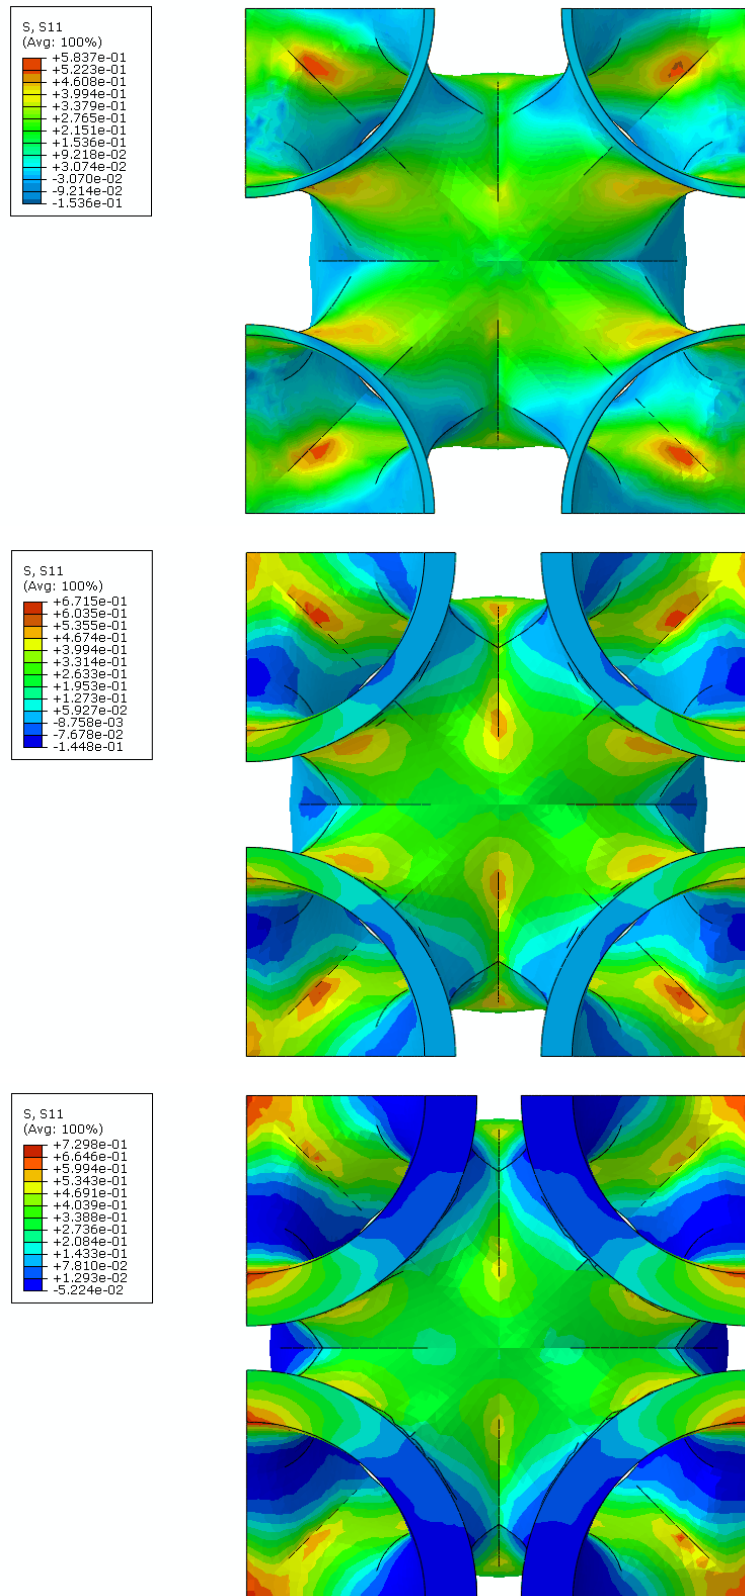 S, S11
(Avg: 100%)
+5.837e-01
+5.223e-01
+4.608e-01
+3.994e-01
+3.379e-01
+2.765e-01
+2.151e-01
+1.536e-01
+9.218e-02
+3.074e-02
-3.070e-02
-9.214e-02
-1.536e-01
S, S11
(Avg: 100%)
+6.715e-01
+6.035e-01
+5.355e-01
+4.674e-01
+3.994e-01
+3.314e-01
+2.633e-01
+1.953e-01
+1.273e-01
+5.927e-02
-8.758e-03
-7.678e-02
-1.448e-01
S, S11
(Avg: 100%)
+7.298e-01
+6.646e-01
+5.994e-01
+5.343e-01
+4.691e-01
+4.039e-01
+3.388e-01
+2.736e-01
+2.084e-01
+1.433e-01
+7.810e-02
+1.293e-02
-5.224e-02